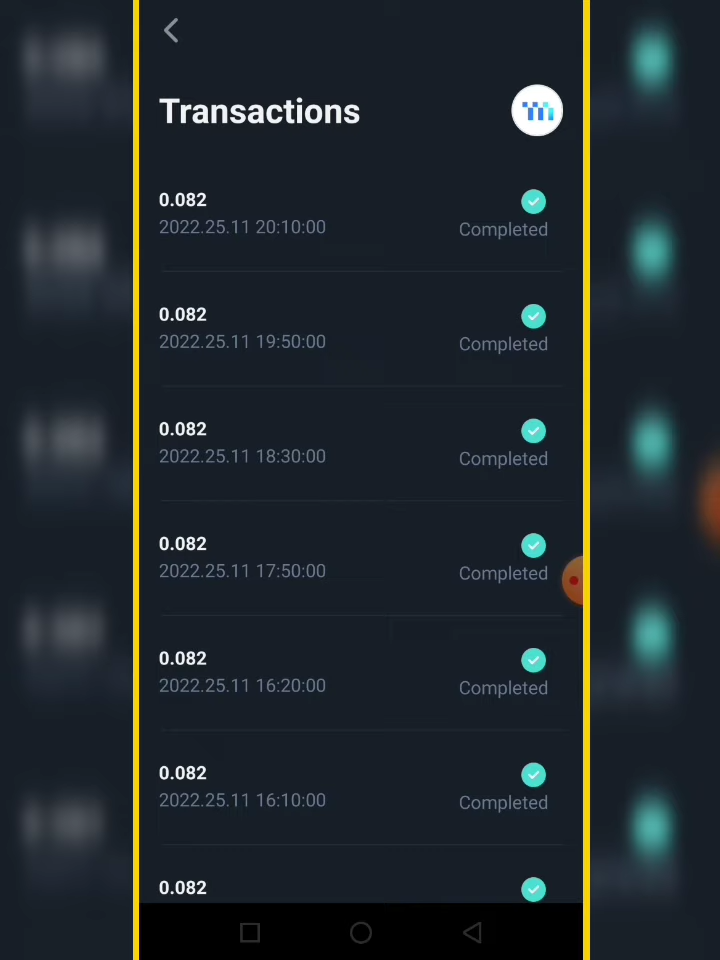 Transactions
0.082
2022.25.11 20:10:00
Completed
0.082
2022.25.11 19:50:00
Completed
0.082
2022.25.11 18:30:00
Completed
0.082
2022.25.11 17:50:00
Completed
0.082
2022.25.11 16:20:00
Completed
0.082
2022.25.11 16:10:00
Completed
0.082